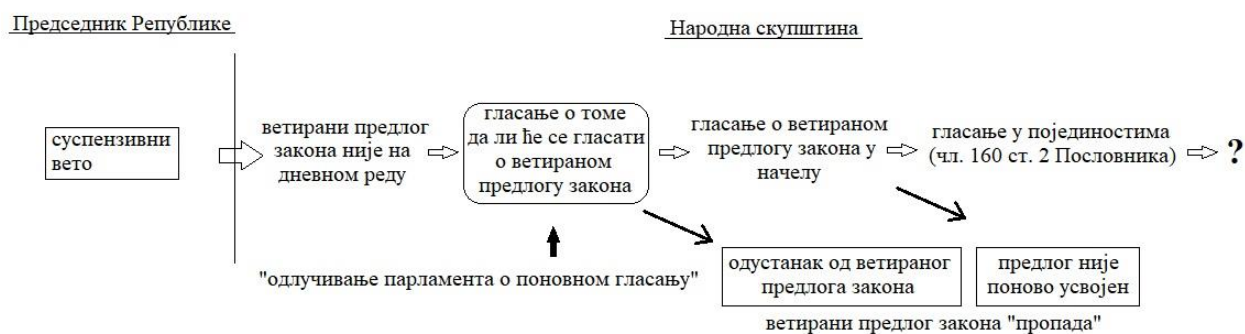 Председник Републике
Народна скупштина
суспензивни
вето
ветирани предлог
закона није на
дневном реду
гласање о томе
да ли ће се гласати
о ветираном
предлогу закона
гласање о ветираном
предлогу закона у
начелу
гласање у појединостима
(чл. 160 ст. 2 Пословника)
?
"одлучивање парламента о поновном гласању"
одустанак од ветираног
предлога закона
предлог није
поново усвојен
ветирани предлог закона "пропада"